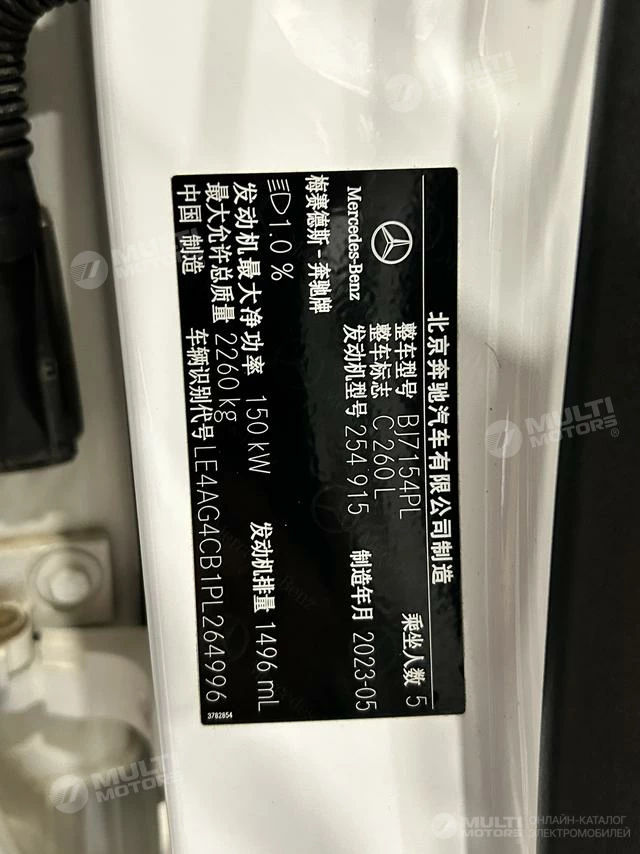 北京奔驰汽车有限公司制造
Mercedes-Benz
梅赛德斯-奔驰牌
整车型号 BJ7154PL 乘坐人数 5
整车标志 C 260 L
发动机型号 254 915 制造年月 2023-05
1.0 %
发动机最大净功率 150 kW 发动机排量 1496 mL
最大允许总质量 2260 kg
中国 制造 车辆识别代号 LE4AG4CB1PL264996
3782854
MULTI
MOTORS
MULTI
MOTORS
MULTI
MOTORS®
MULTI
MOTORS
MULTI
MOTORS
ОНЛАЙН-КАТАЛОГ
ЭЛЕКТРОМОБИЛЕЙ